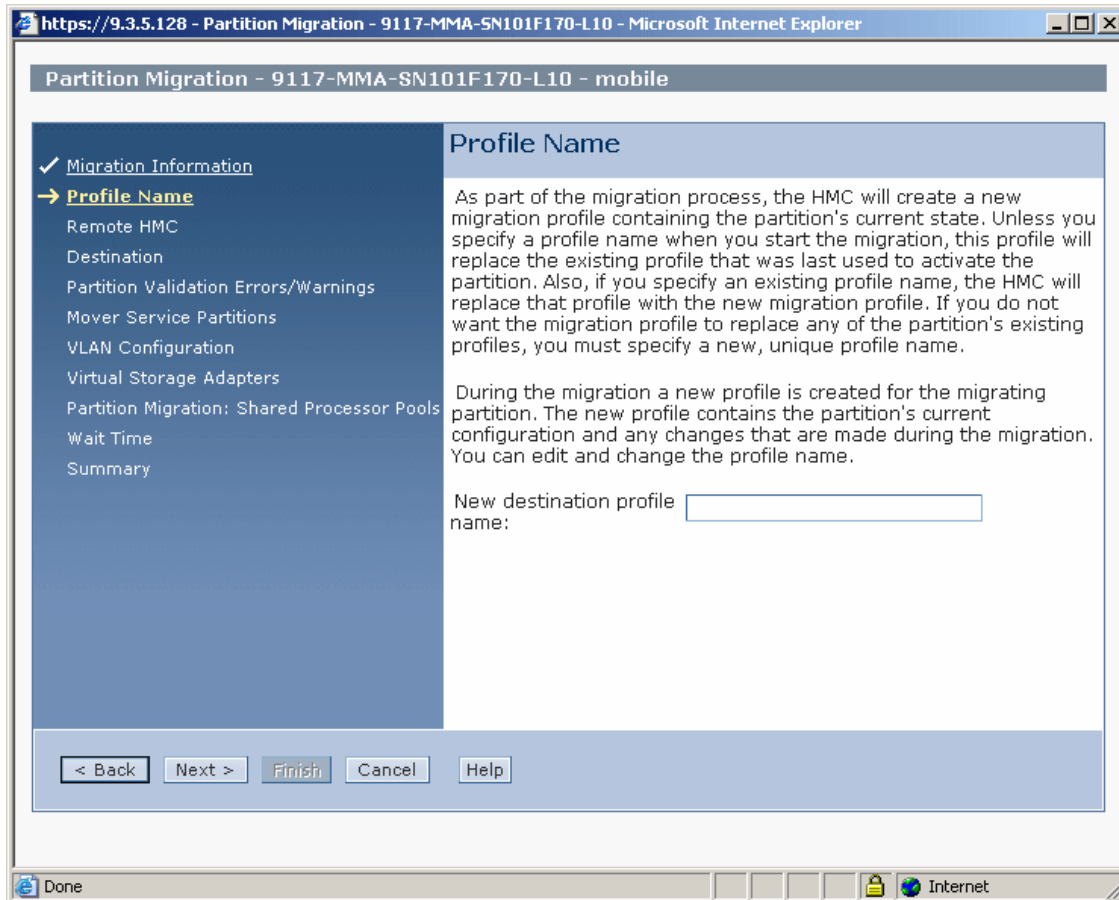 https://9.3.5.128 - Partition Migration - 9117-MMA-SN101F170-L10 - Microsoft Internet Explorer
Partition Migration - 9117-MMA-SN101F170-L10 - mobile
Migration Information
Profile Name
Remote HMC
Destination
Partition Validation Errors/Warnings
Mover Service Partitions
VLAN Configuration
Virtual Storage Adapters
Partition Migration: Shared Processor Pools
Wait Time
Summary
Profile Name
As part of the migration process, the HMC will create a new
migration profile containing the partition's current state. Unless you
specify a profile name when you start the migration, this profile will
replace the existing profile that was last used to activate the
partition. Also, if you specify an existing profile name, the HMC will
replace that profile with the new migration profile. If you do not
want the migration profile to replace any of the partition's existing
profiles, you must specify a new, unique profile name.
During the migration a new profile is created for the migrating
partition. The new profile contains the partition's current
configuration and any changes that are made during the migration.
You can edit and change the profile name.
New destination profile
name:
< Back
Next >
Finish
Cancel
Help
Done
Internet